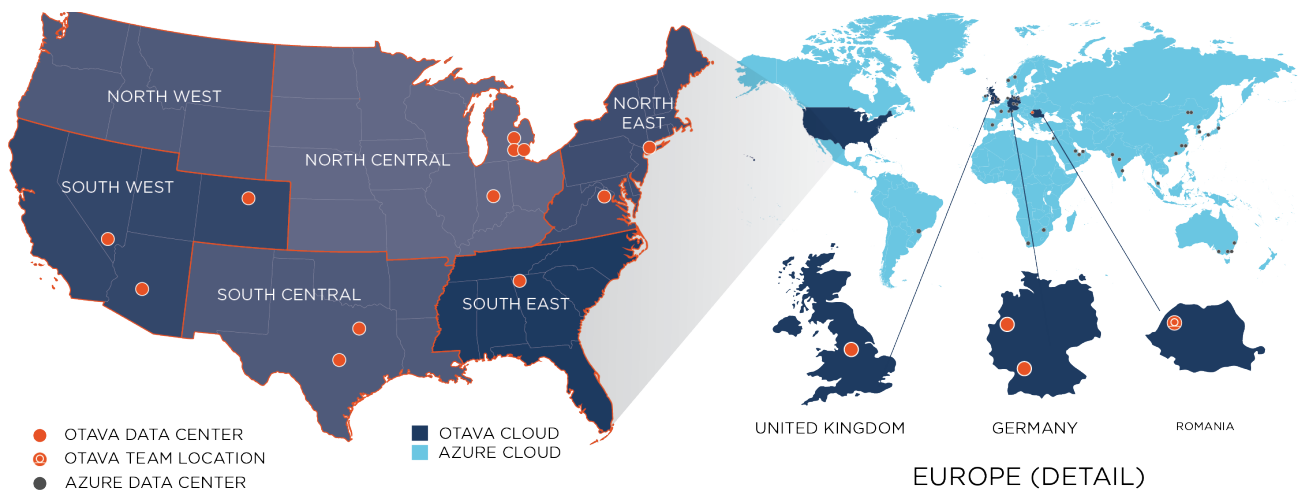 NORTH WEST
NORTH
EAST
NORTH CENTRAL
SOUTH WEST
SOUTH CENTRAL
SOUTH EAST
OTAVA DATA CENTER
OTAVA TEAM LOCATION
AZURE DATA CENTER
OTAVA CLOUD
AZURE CLOUD
UNITED KINGDOM
GERMANY
ROMANIA
EUROPE (DETAIL)